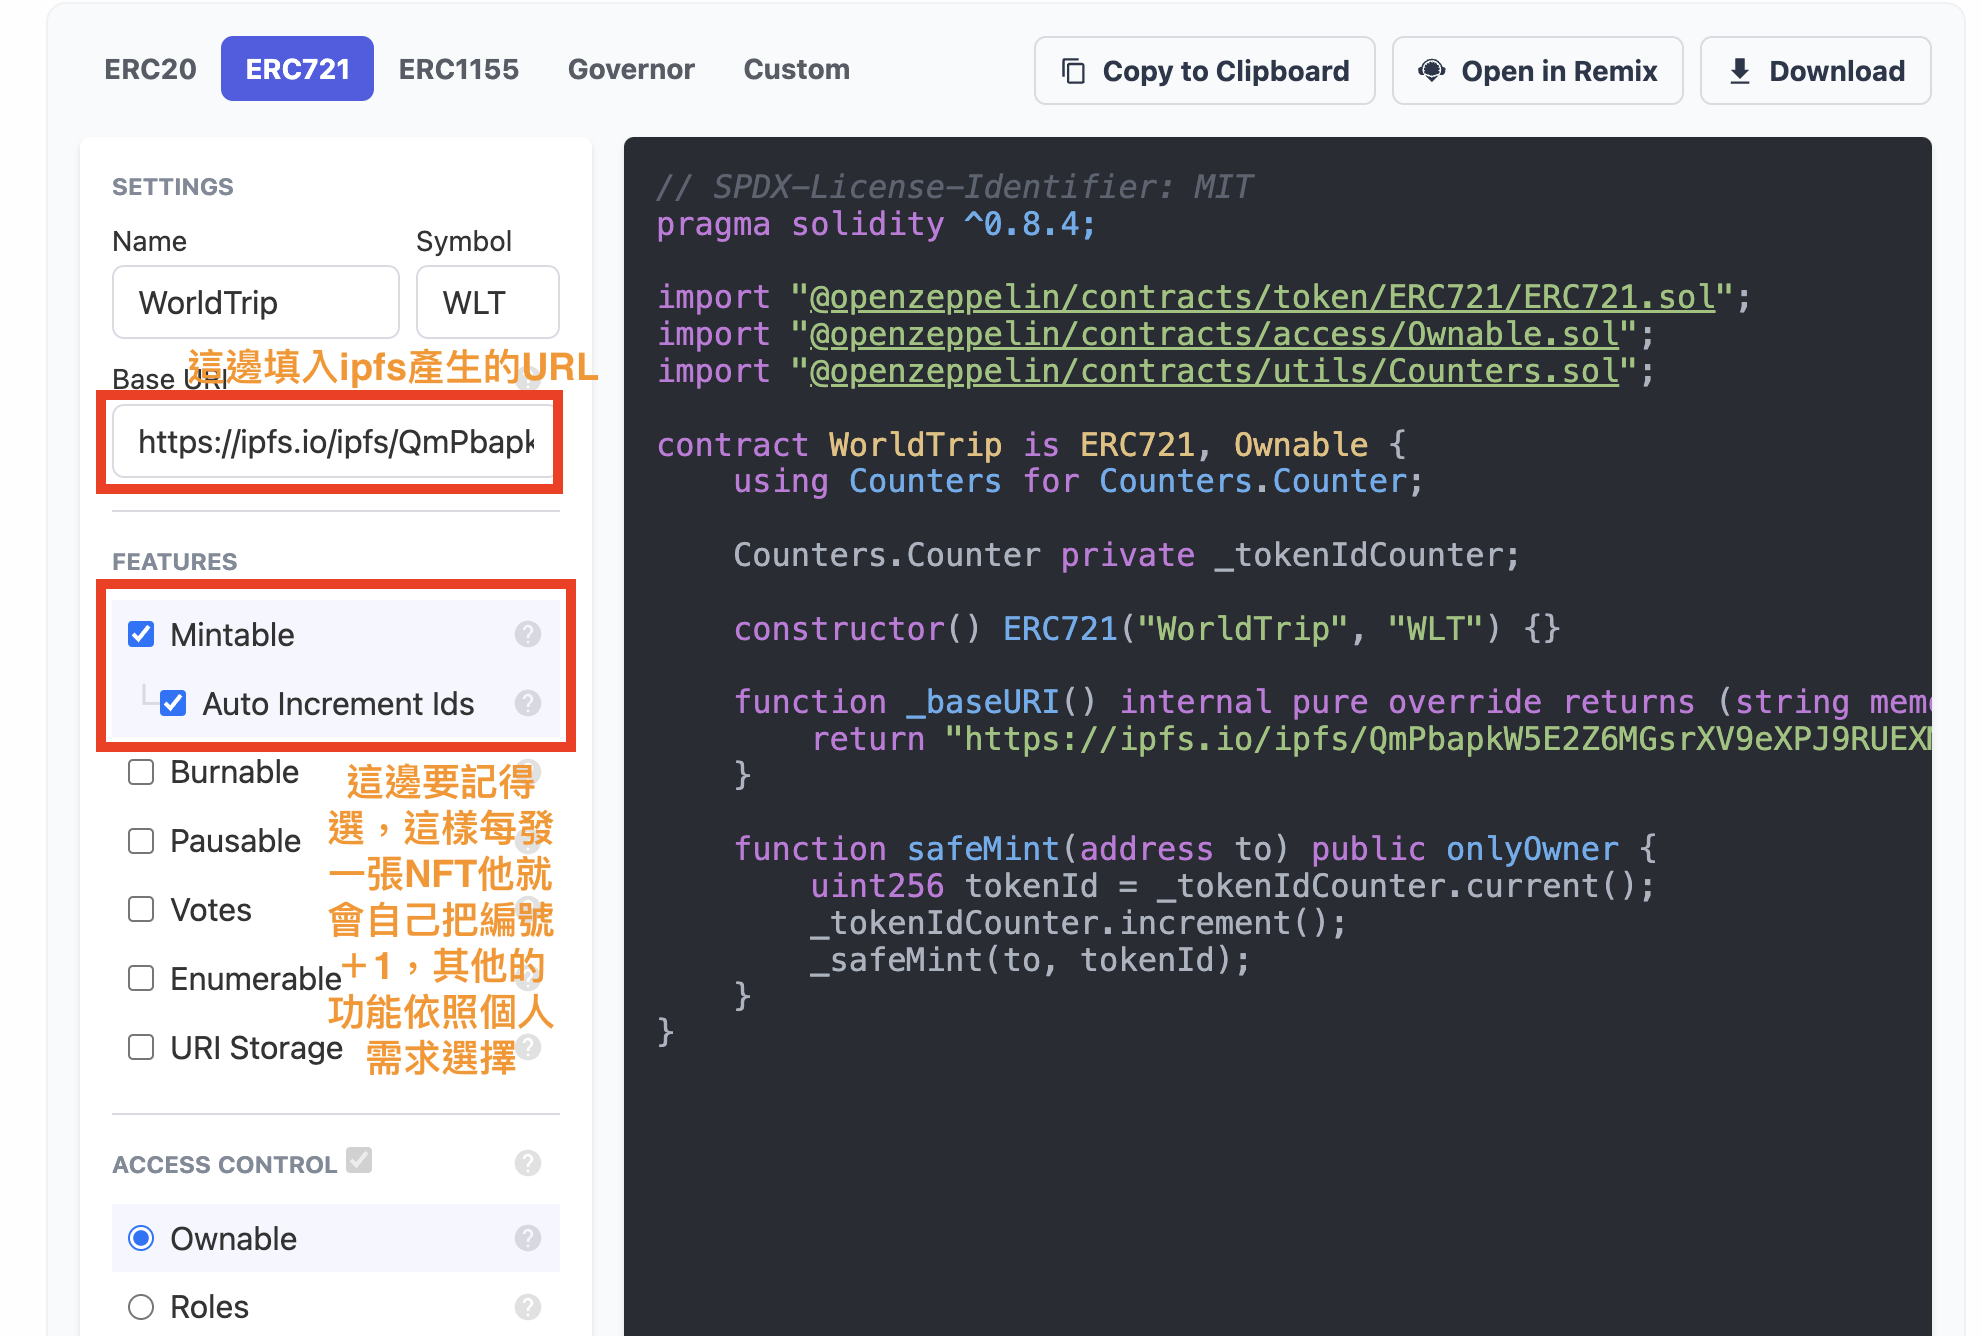 ERC20 ERC721 ERC1155 Governor Custom Copy to Clipboard Open in Remix Download
SETTINGS
Name Symbol
WorldTrip WLT
這邊填入ipfs產生的URL
Base URI
https://ipfs.io/ipfs/QmPbapk
FEATURES
Mintable ?
Auto Increment Ids ?
Burnable ?
Pausable ?
Votes ?
Enumerable ?
URI Storage ?
這邊要記得
選，這樣每發
一張NFT他就
會自己把編號
+1，其他的
功能依照個人
需求選擇
ACCESS CONTROL ?
Ownable ?
Roles ?
// SPDX-License-Identifier: MIT
pragma solidity ^0.8.4;
import "@openzeppelin/contracts/token/ERC721/ERC721.sol";
import "@openzeppelin/contracts/access/Ownable.sol";
import "@openzeppelin/contracts/utils/Counters.sol";
contract WorldTrip is ERC721, Ownable {
using Counters for Counters.Counter;
Counters.Counter private _tokenIdCounter;
constructor() ERC721("WorldTrip", "WLT") {}
function _baseURI() internal pure override returns (string mem
return "https://ipfs.io/ipfs/QmPbapkW5E2Z6MGsrXV9eXPJ9RUEX
}
function safeMint(address to) public onlyOwner {
uint256 tokenId = _tokenIdCounter.current();
_tokenIdCounter.increment();
_safeMint(to, tokenId);
}
}